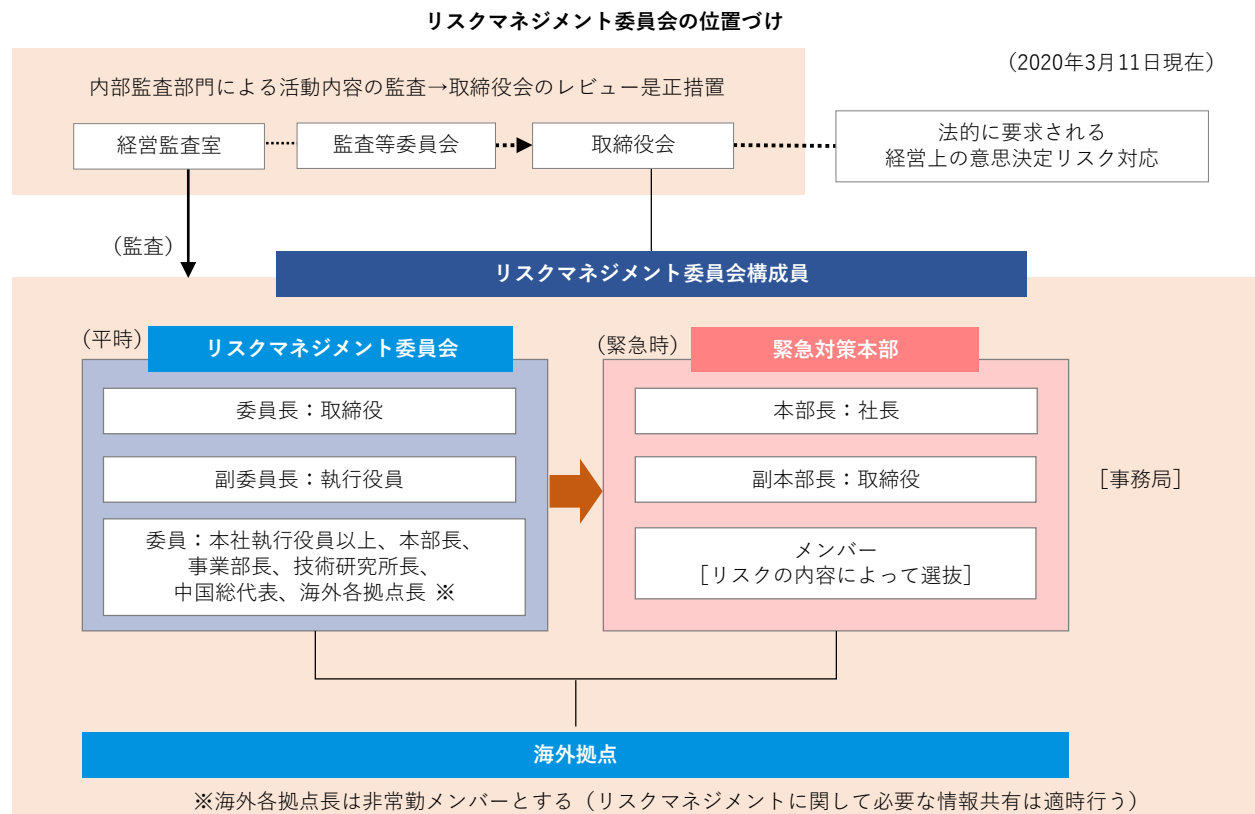 リスクマネジメント委員会の位置づけ
（2020年3月11日現在）
内部監査部門による活動内容の監査→取締役会のレビュー是正措置
経営監査室
監査等委員会
取締役会
法的に要求される
経営上の意思決定リスク対応
（監査）
リスクマネジメント委員会構成員
（平時）
リスクマネジメント委員会
委員長：取締役
副委員長：執行役員
委員：本社執行役員以上、本部長、
事業部長、技術研究所長、
中国総代表、海外各拠点長 ※
（緊急時）
緊急対策本部
本部長：社長
副本部長：取締役
メンバー
［リスクの内容によって選抜］
［事務局］
海外拠点
※海外各拠点長は非常勤メンバーとする（リスクマネジメントに関して必要な情報共有は適時行う）